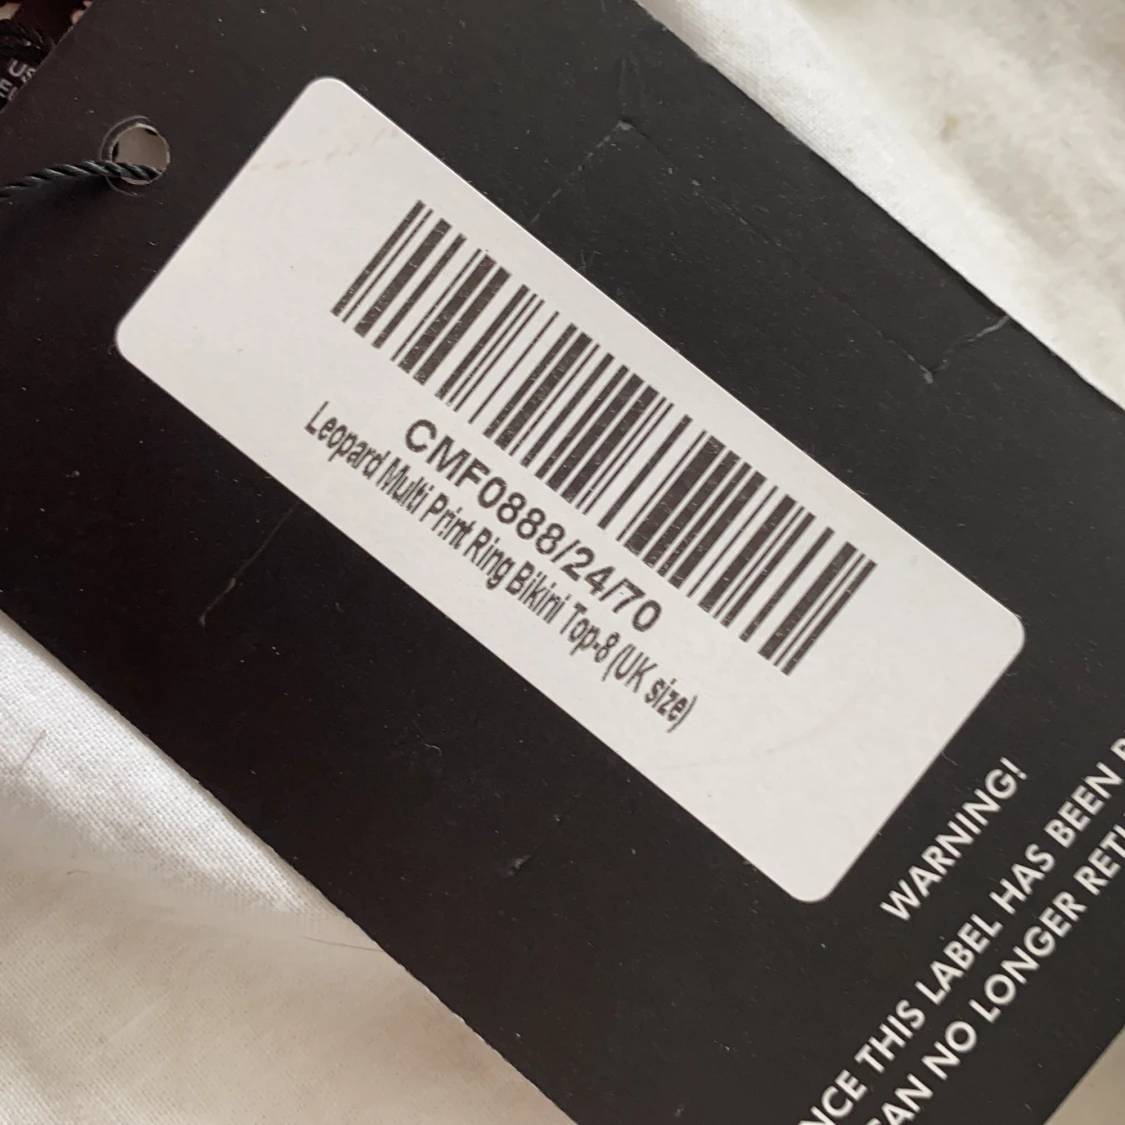 CMF0888/24/70
Leopard Multi Print Ring Bikini Top-8 (UK size)
WARNING!
THIS LABEL HAS BEEN
NO LONGER